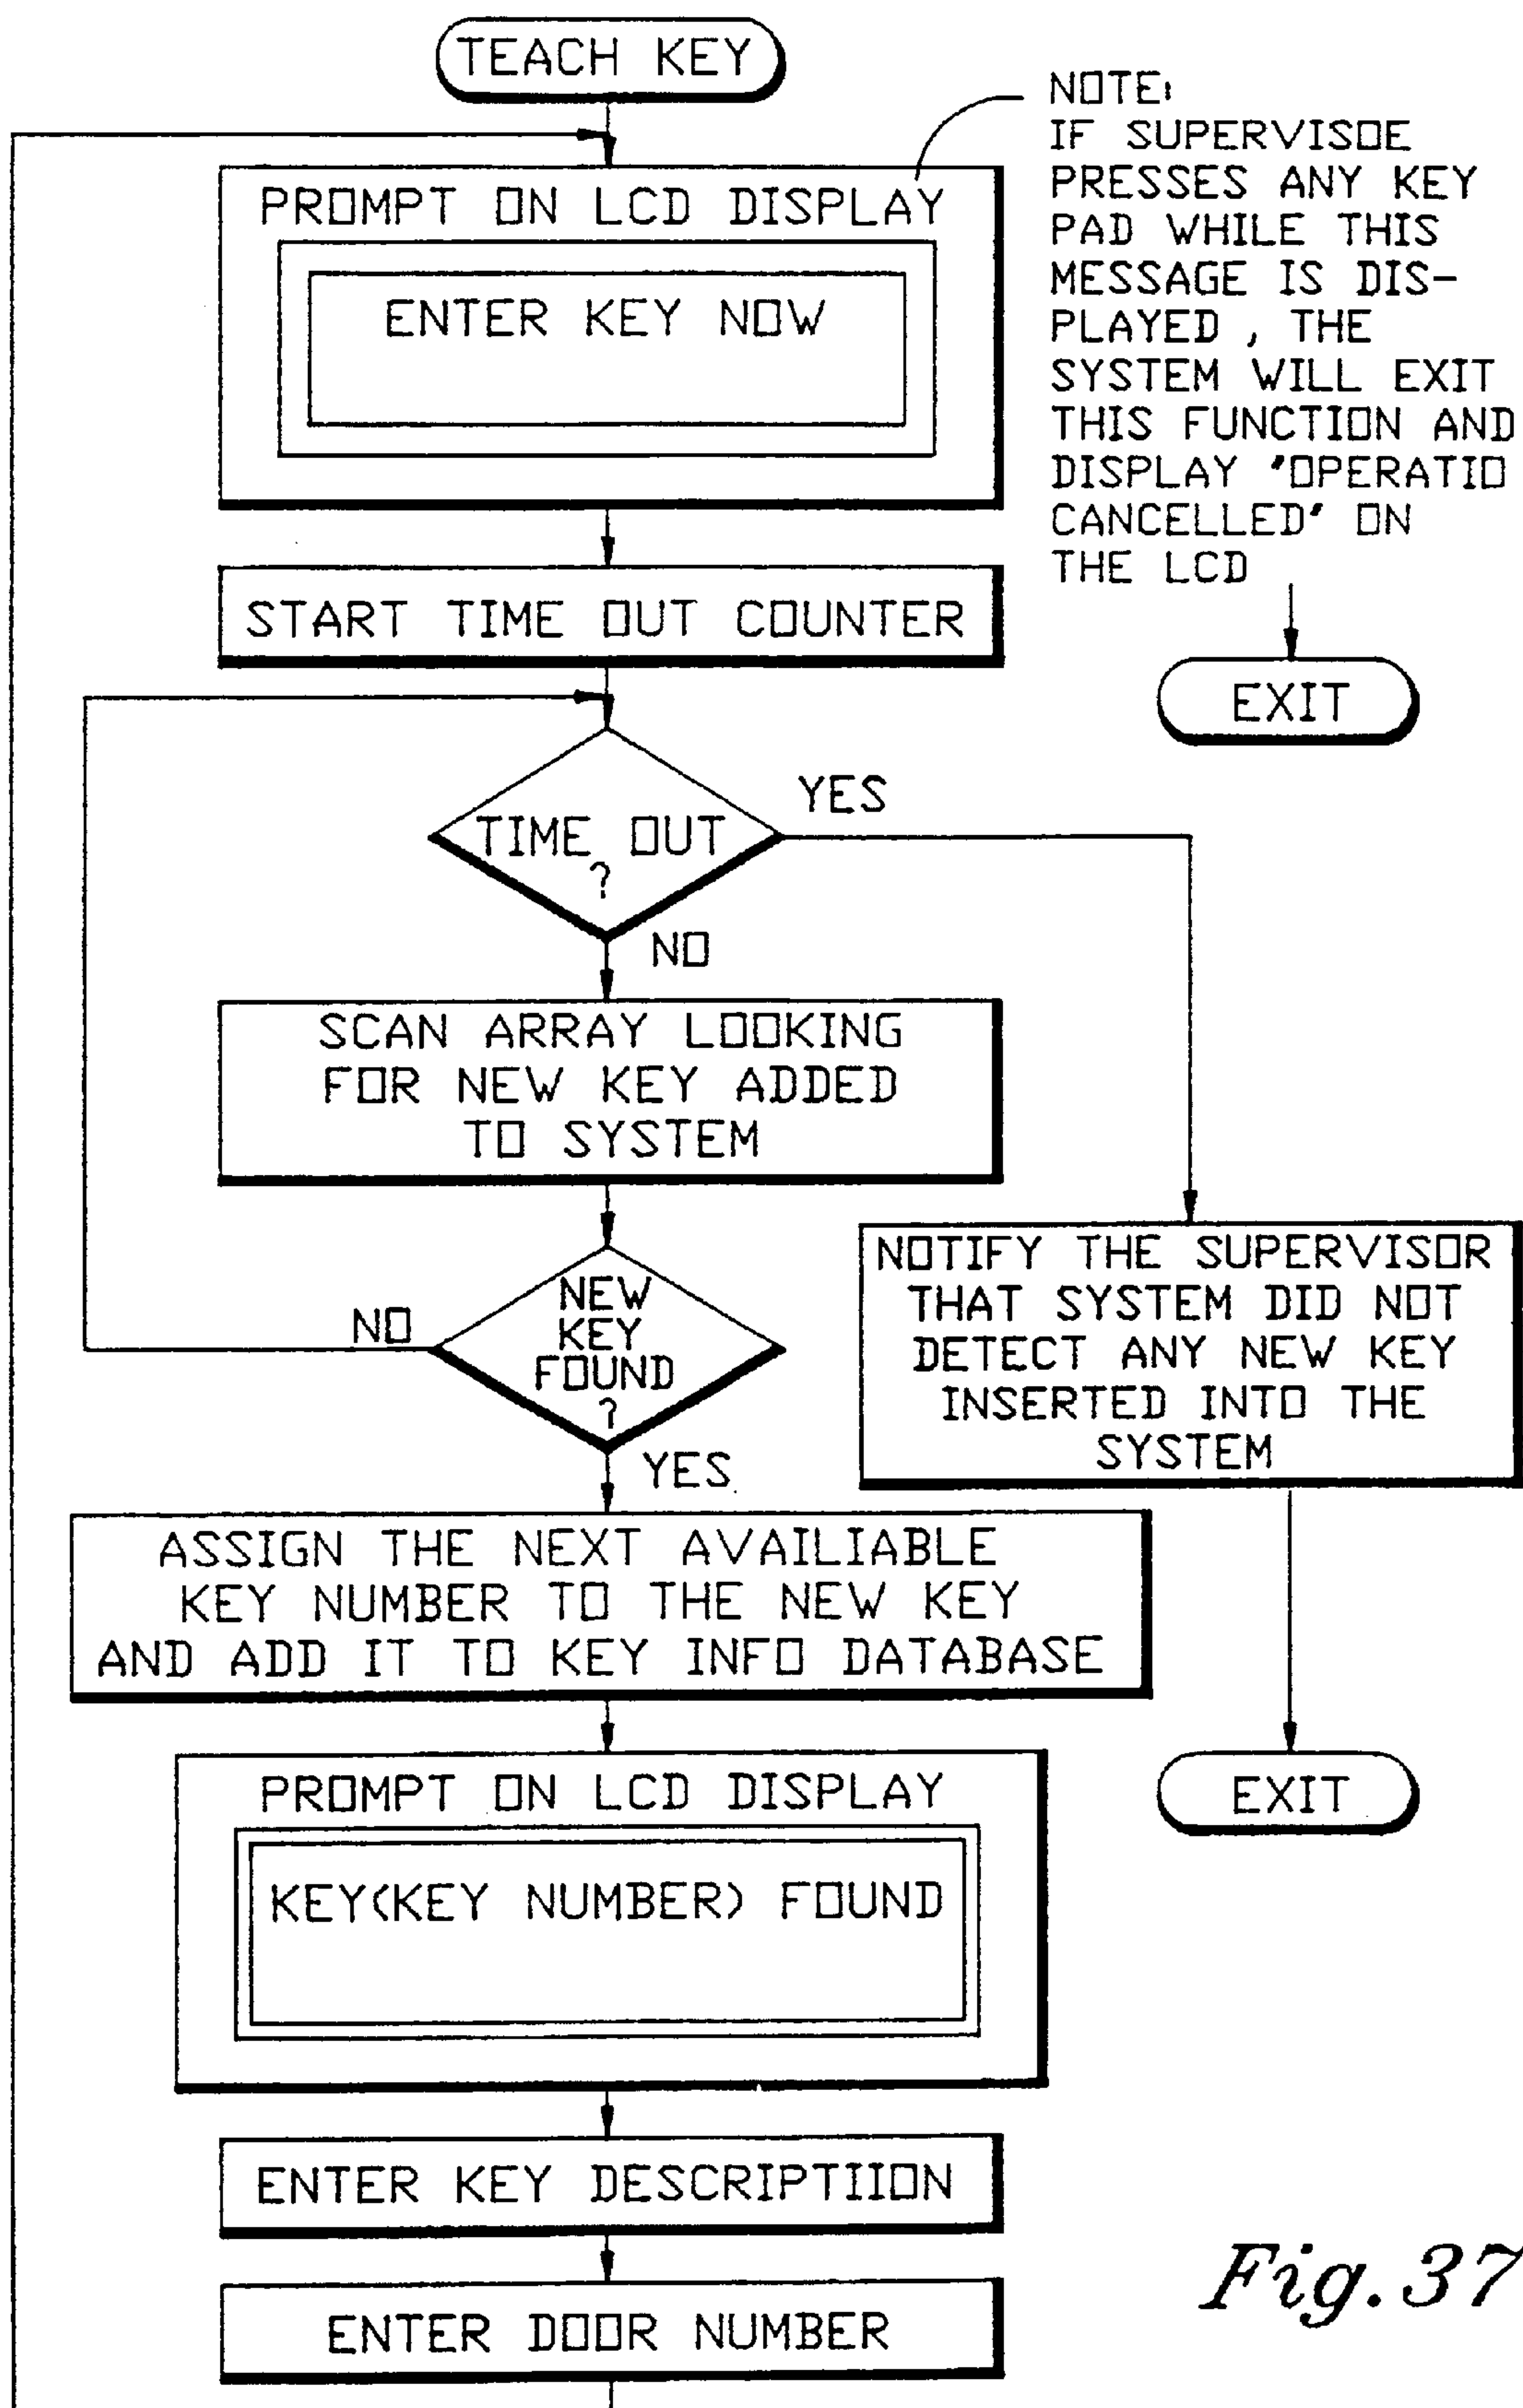 TEACH KEY
NOTE:
IF SUPERVISOE
PRESSES ANY KEY
PAD WHILE THIS
MESSAGE IS DIS-
PLAYED , THE
SYSTEM WILL EXIT
THIS FUNCTION AND
DISPLAY 'OPERATIO
CANCELLED' ON
THE LCD
EXIT
PROMPT ON LCD DISPLAY
ENTER KEY NOW
START TIME OUT COUNTER
TIME OUT
?
YES
NO
SCAN ARRAY LOOKING
FOR NEW KEY ADDED
TO SYSTEM
NEW
KEY
FOUND
?
NO
YES
NOTIFY THE SUPERVISOR
THAT SYSTEM DID NOT
DETECT ANY NEW KEY
INSERTED INTO THE
SYSTEM
EXIT
ASSIGN THE NEXT AVAILIABLE
KEY NUMBER TO THE NEW KEY
AND ADD IT TO KEY INFO DATABASE
PROMPT ON LCD DISPLAY
KEY(KEY NUMBER) FOUND
ENTER KEY DESCRIPTIION
ENTER DOOR NUMBER
Fig. 37